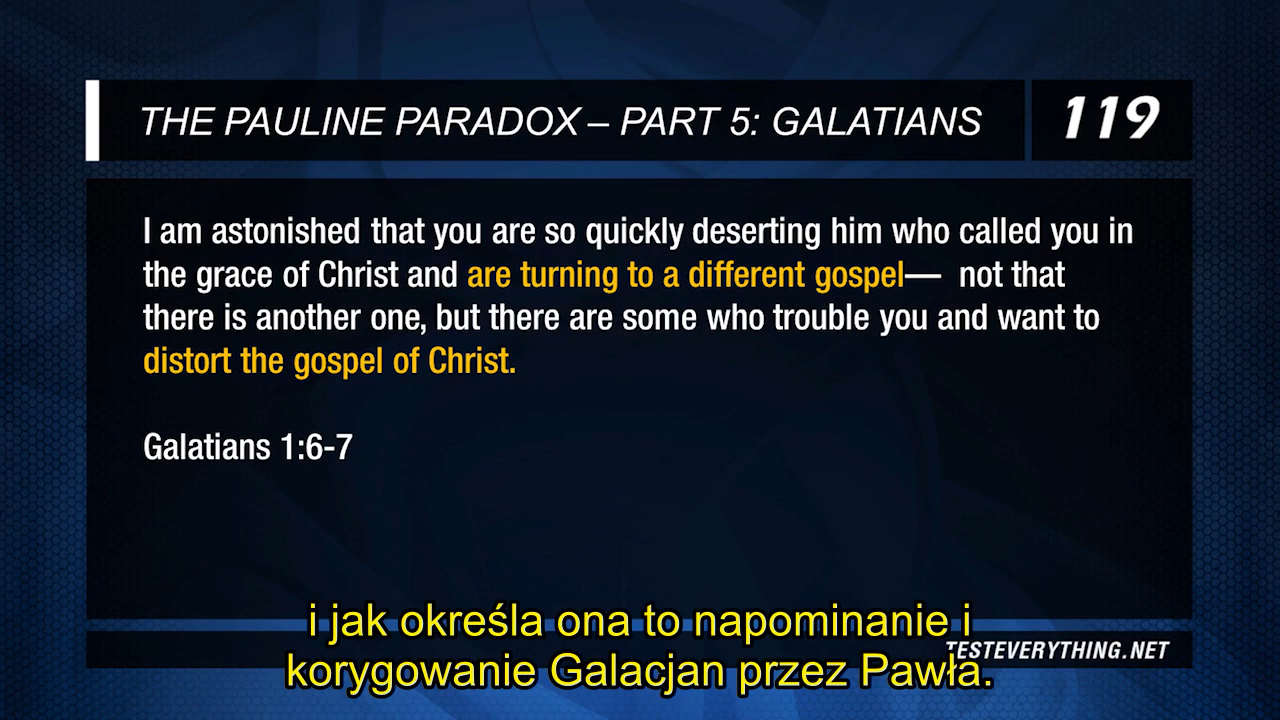 THE PAULINE PARADOX – PART 5: GALATIANS
119
I am astonished that you are so quickly deserting him who called you in
the grace of Christ and are turning to a different gospel— not that
there is another one, but there are some who trouble you and want to
distort the gospel of Christ.
Galatians 1:6-7
i jak określa ona to napominanie i
TESTEVERYTHING.NET
korygowanie Galacjan przez Pawła.